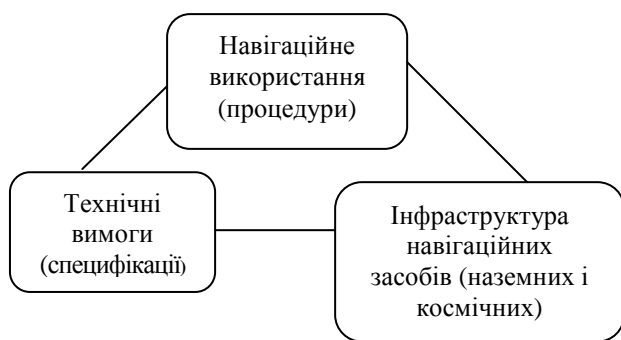 Навігаційне
використання
(процедури)
Технічні
вимоги
(специфікації)
Інфраструктура
навігаційних
засобів (наземних і
космічних)